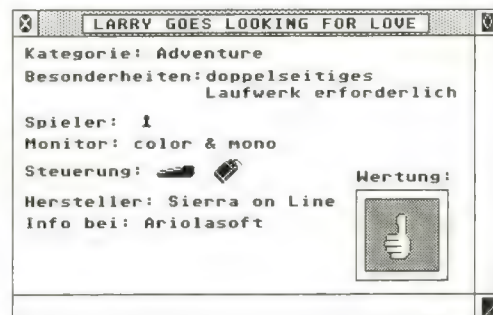 LARRY GOES LOOKING FOR LOVE
Kategorie: Adventure
Besonderheiten: doppelseitiges
Laufwerk erforderlich
Spieler:
Monitor: color & mono
Steuerung:
Wertung:
Hersteller: Sierra on Line
Info bei: Ariolasoft